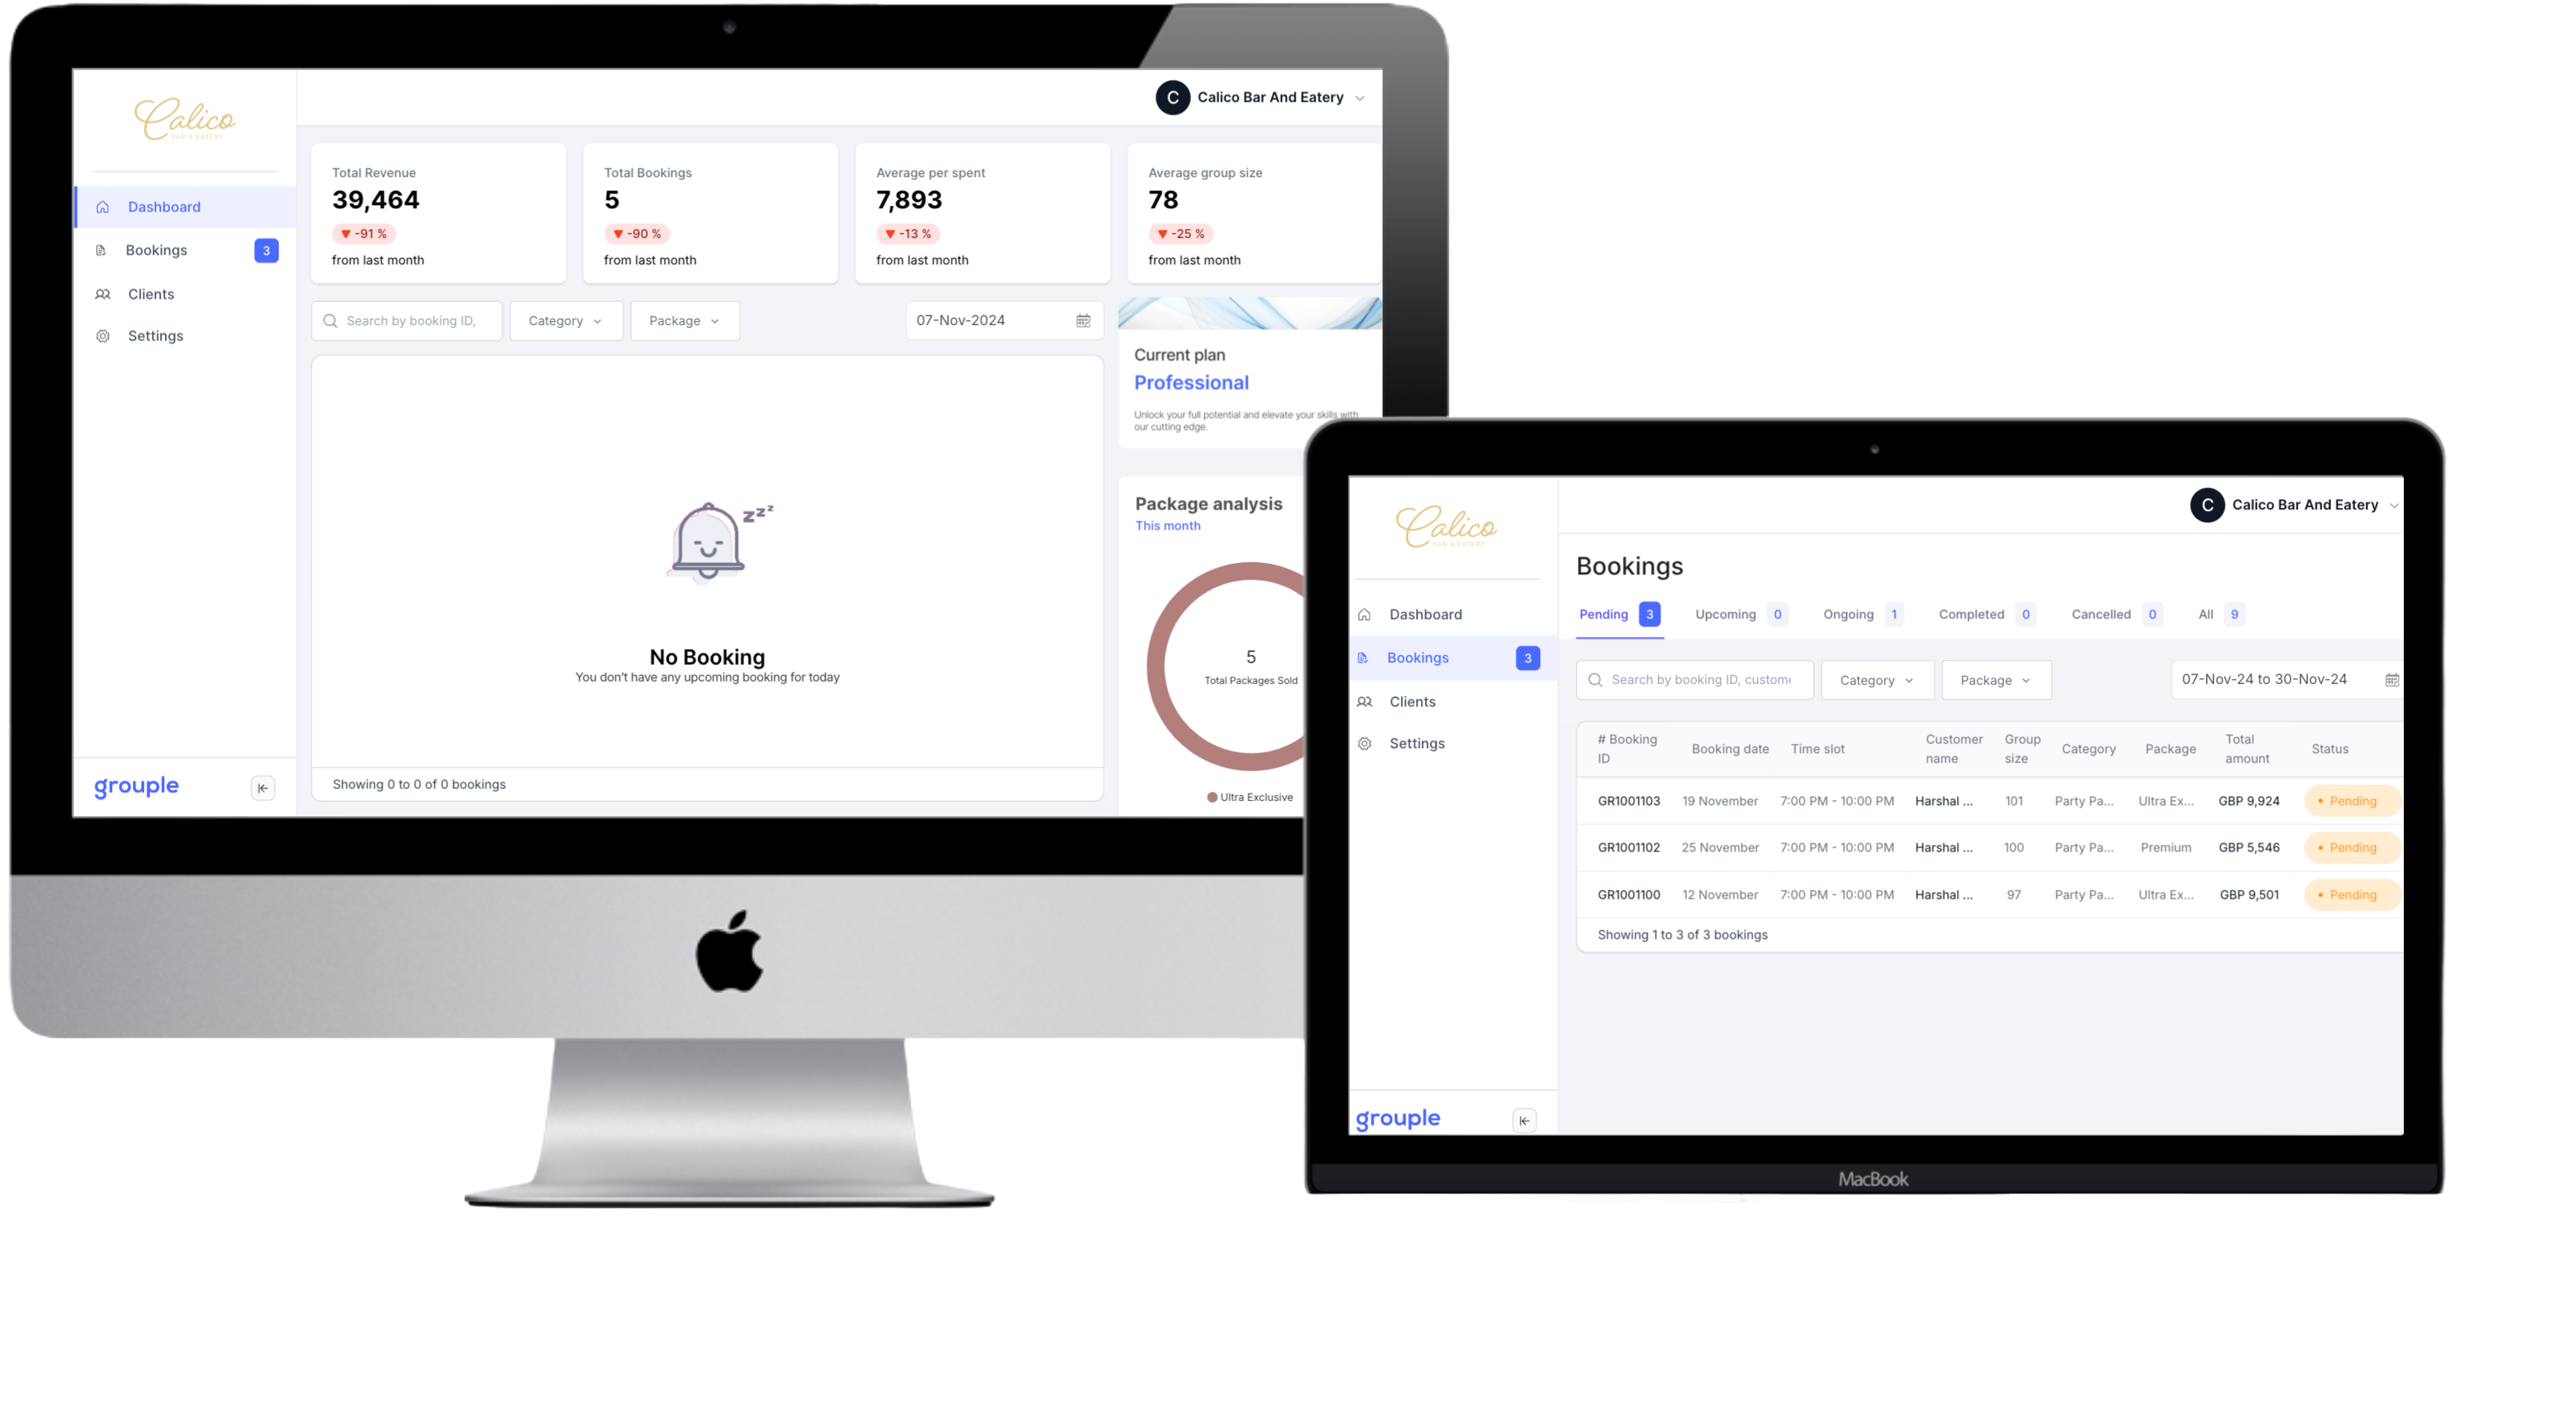 Calico
BAR & EATERY
Dashboard
Bookings 3
Clients
Settings
grouple
C Calico Bar And Eatery
Total Revenue
39,464
-91 %
from last month
Total Bookings
5
-90 %
from last month
Average per spent
7,893
-13 %
from last month
Average group size
78
-25 %
from last month
Search by booking ID,
Category
Package
07-Nov-2024
zzz
No Booking
You don't have any upcoming booking for today
Showing 0 to 0 of 0 bookings
Current plan
Professional
Unlock your full potential and elevate your skills with
our cutting edge.
Package analysis
This month
5
Total Packages Sold
Ultra Exclusive
Calico
BAR & EATERY
Dashboard
Bookings 3
Clients
Settings
grouple
C Calico Bar And Eatery
Bookings
Pending 3 Upcoming 0 Ongoing 1 Completed 0 Cancelled 0 All 9
Search by booking ID, custom
Category
Package
07-Nov-24 to 30-Nov-24
# Booking ID Booking date Time slot Customer name Group size Category Package Total amount Status
GR1001103 19 November 7:00 PM - 10:00 PM Harshal ... 101 Party Pa... Ultra Ex... GBP 9,924 Pending
GR1001102 25 November 7:00 PM - 10:00 PM Harshal ... 100 Party Pa... Premium GBP 5,546 Pending
GR1001100 12 November 7:00 PM - 10:00 PM Harshal ... 97 Party Pa... Ultra Ex... GBP 9,501 Pending
Showing 1 to 3 of 3 bookings
MacBook